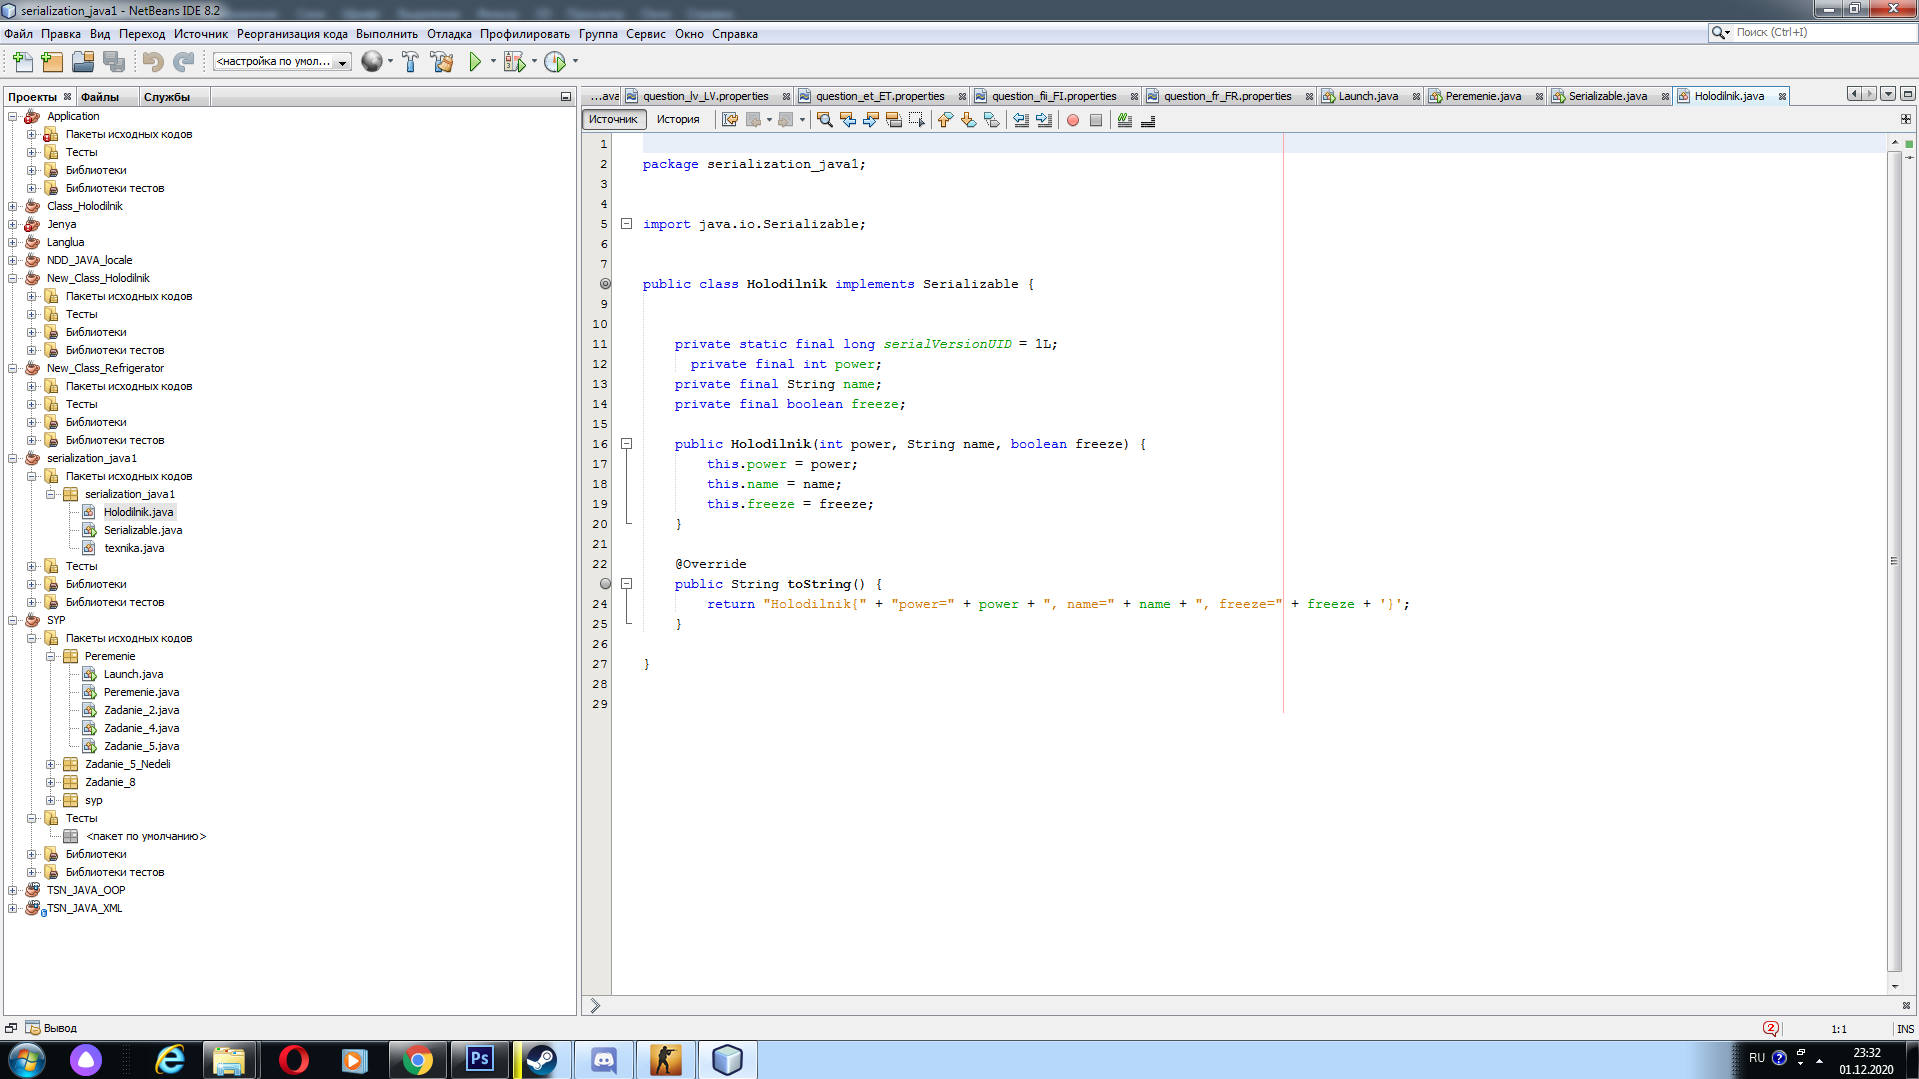 serialization_java1 - NetBeans IDE 8.2
Файл Правка Вид Переход Источник Реорганизация кода Выполнить Отладка Профилировать Группа Сервис Окно Справка
Поиск (Ctrl+I)
<настройка по умол...
Проекты Файлы Службы
...ava question_lv_LV.properties question_et_ET.properties question_fii_FI.properties question_fr_FR.properties Launch.java Peremenie.java Serializable.java Holodilnik.java
Источник История
Application
Пакеты исходных кодов
Тесты
Библиотеки
Библиотеки тестов
Class_Holodilnik
Jenya
Langlua
NDD_JAVA_locale
New_Class_Holodilnik
Пакеты исходных кодов
Тесты
Библиотеки
Библиотеки тестов
New_Class_Refrigerator
Пакеты исходных кодов
Тесты
Библиотеки
Библиотеки тестов
serialization_java1
Пакеты исходных кодов
serialization_java1
Holodilnik.java
Serializable.java
texnika.java
Тесты
Библиотеки
Библиотеки тестов
SYP
Пакеты исходных кодов
Peremenie
Launch.java
Peremenie.java
Zadanie_2.java
Zadanie_4.java
Zadanie_5.java
Zadanie_5_Nedeli
Zadanie_8
syp
Тесты
<пакет по умолчанию>
Библиотеки
Библиотеки тестов
TSN_JAVA_OOP
TSN_JAVA_XML
1
2 package serialization_java1;
3
4
5 import java.io.Serializable;
6
7
public class Holodilnik implements Serializable {
9
10
11 private static final long serialVersionUID = 1L;
12 private final int power;
13 private final String name;
14 private final boolean freeze;
15
16 public Holodilnik(int power, String name, boolean freeze) {
17 this.power = power;
18 this.name = name;
19 this.freeze = freeze;
20 }
21
22 @Override
public String toString() {
24 return "Holodilnik{" + "power=" + power + ", name=" + name + ", freeze=" + freeze + '}';
25 }
26
27 }
28
29
Вывод
2 1:1 INS
Ps
RU 23:32
01.12.2020